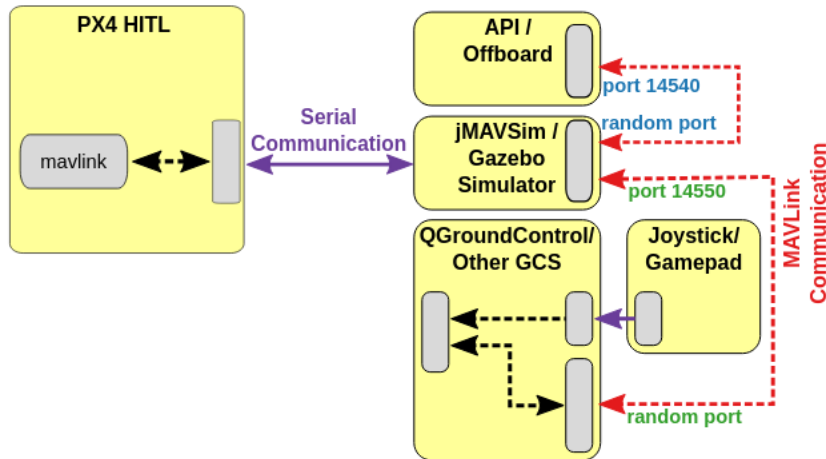 PX4 HITL
mavlink
Serial
Communication
API /
Offboard
port 14540
random port
jMAVSim /
Gazebo
Simulator
port 14550
QGroundControl/
Other GCS
Joystick/
Gamepad
random port
MAVLink
Communication